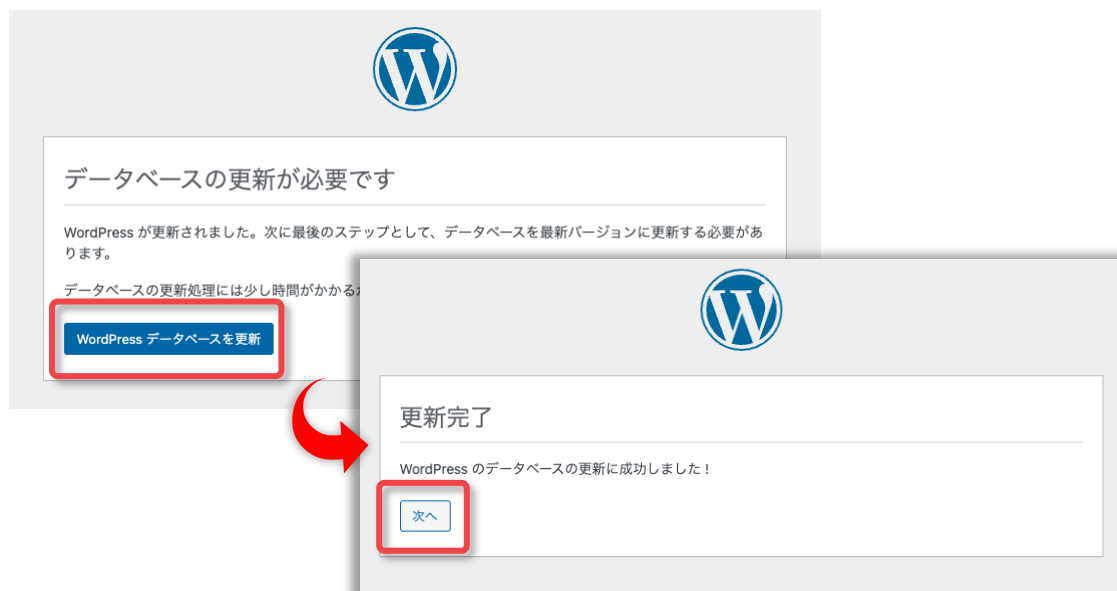 データベースの更新が必要です
WordPress が更新されました。次に最後のステップとして、データベースを最新バージョンに更新する必要があ
ります。
データベースの更新処理には少し時間がかかる
WordPress データベースを更新
更新完了
WordPress のデータベースの更新に成功しました !
次へ